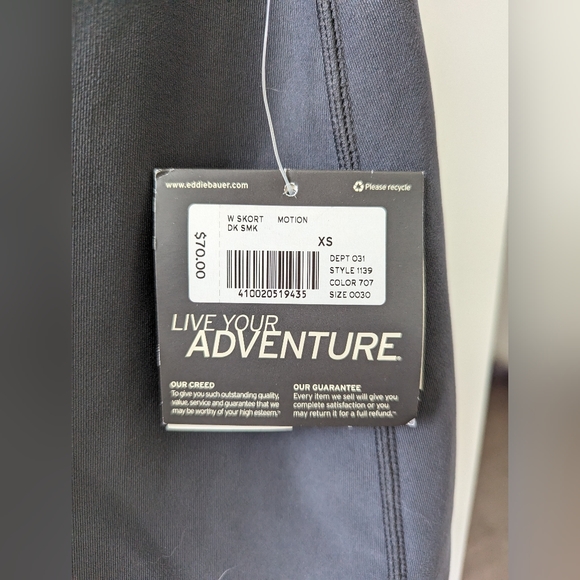 www.eddiebauer.com
Please recycle
W SKORT MOTION
DK SMK
XS
$70.00
DEPT 031
STYLE 1139
COLOR 707
SIZE 0030
410020519435
LIVE YOUR
ADVENTURE®
OUR CREED
To give you such outstanding quality,
value, service and guarantee that we
may be worthy of your high esteem.™
OUR GUARANTEE
Every item we sell will give you
complete satisfaction or you
may return it for a full refund.™